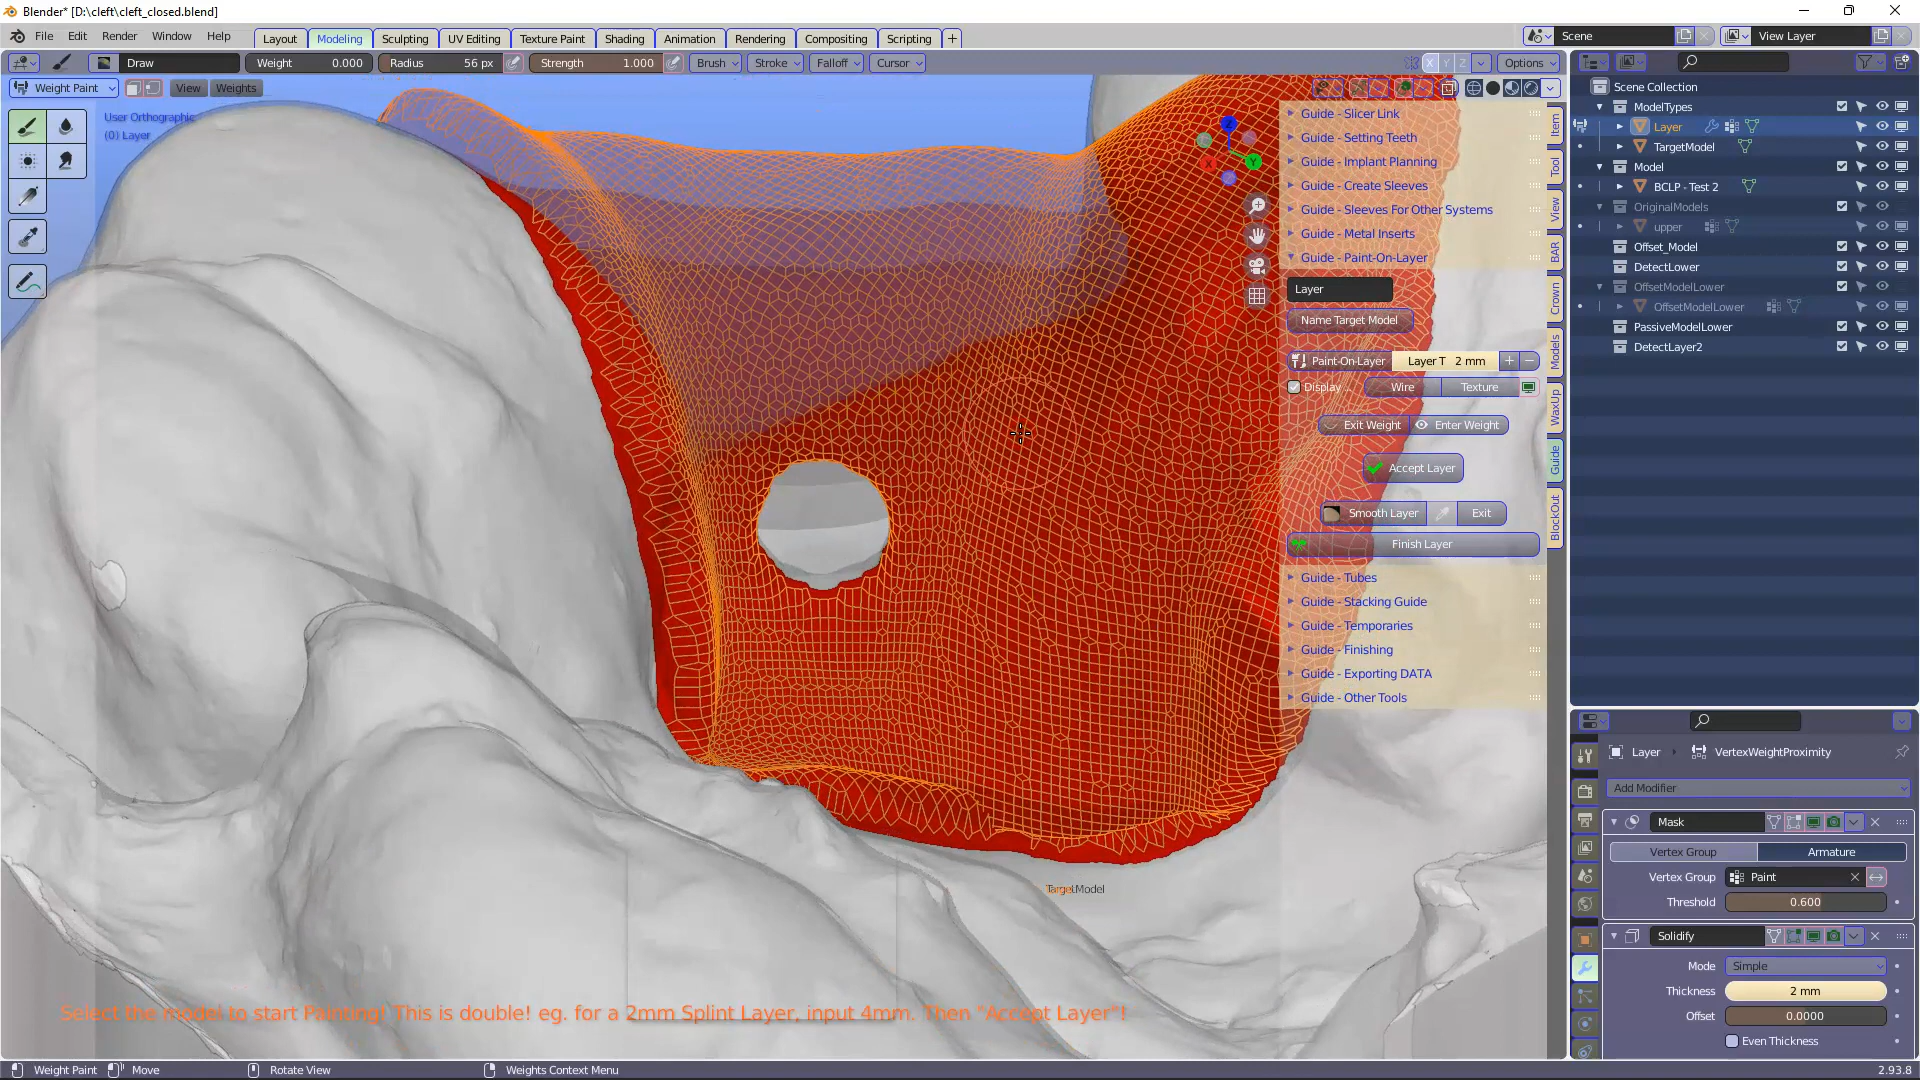 Blender* [D:\cleft\cleft_closed.blend]
File Edit Render Window Help
Layout Modeling Sculpting UV Editing Texture Paint Shading Animation Rendering Compositing Scripting +
Scene
View Layer
Draw
Weight 0.000
Radius 56 px
Strength 1.000
Brush Stroke Falloff Cursor
X Y Z
Options
Weight Paint
View Weights
User Orthographic
(0) Layer
Z
Y
X
Guide - Slicer Link
Guide - Setting Teeth
Guide - Implant Planning
Guide - Create Sleeves
Guide - Sleeves For Other Systems
Guide - Metal Inserts
Guide - Paint-On-Layer
Layer
Name Target Model
Paint-On-Layer Layer T 2 mm + −
Display... Wire Texture
Exit Weight Enter Weight
Accept Layer
Smooth Layer Exit
Finish Layer
Guide - Tubes
Guide - Stacking Guide
Guide - Temporaries
Guide - Finishing
Guide - Exporting DATA
Guide - Other Tools
Item
Tool
View
BAR
Crown
Models
WaxUp
Guide
BlockOut
Scene Collection
ModelTypes
Layer
TargetModel
Model
BCLP - Test 2
OriginalModels
upper
Offset_Model
DetectLower
OffsetModelLower
OffsetModelLower
PassiveModelLower
DetectLayer2
Layer VertexWeightProximity
Add Modifier
Mask
Vertex Group Armature
Vertex Group Paint
Threshold 0.600
Solidify
Mode Simple
Thickness 2 mm
Offset 0.0000
Even Thickness
TargetModel
Select the model to start Painting! This is double! eg. for a 2mm Splint Layer, input 4mm. Then "Accept Layer"!
Weight Paint Move Rotate View Weights Context Menu
2.93.8